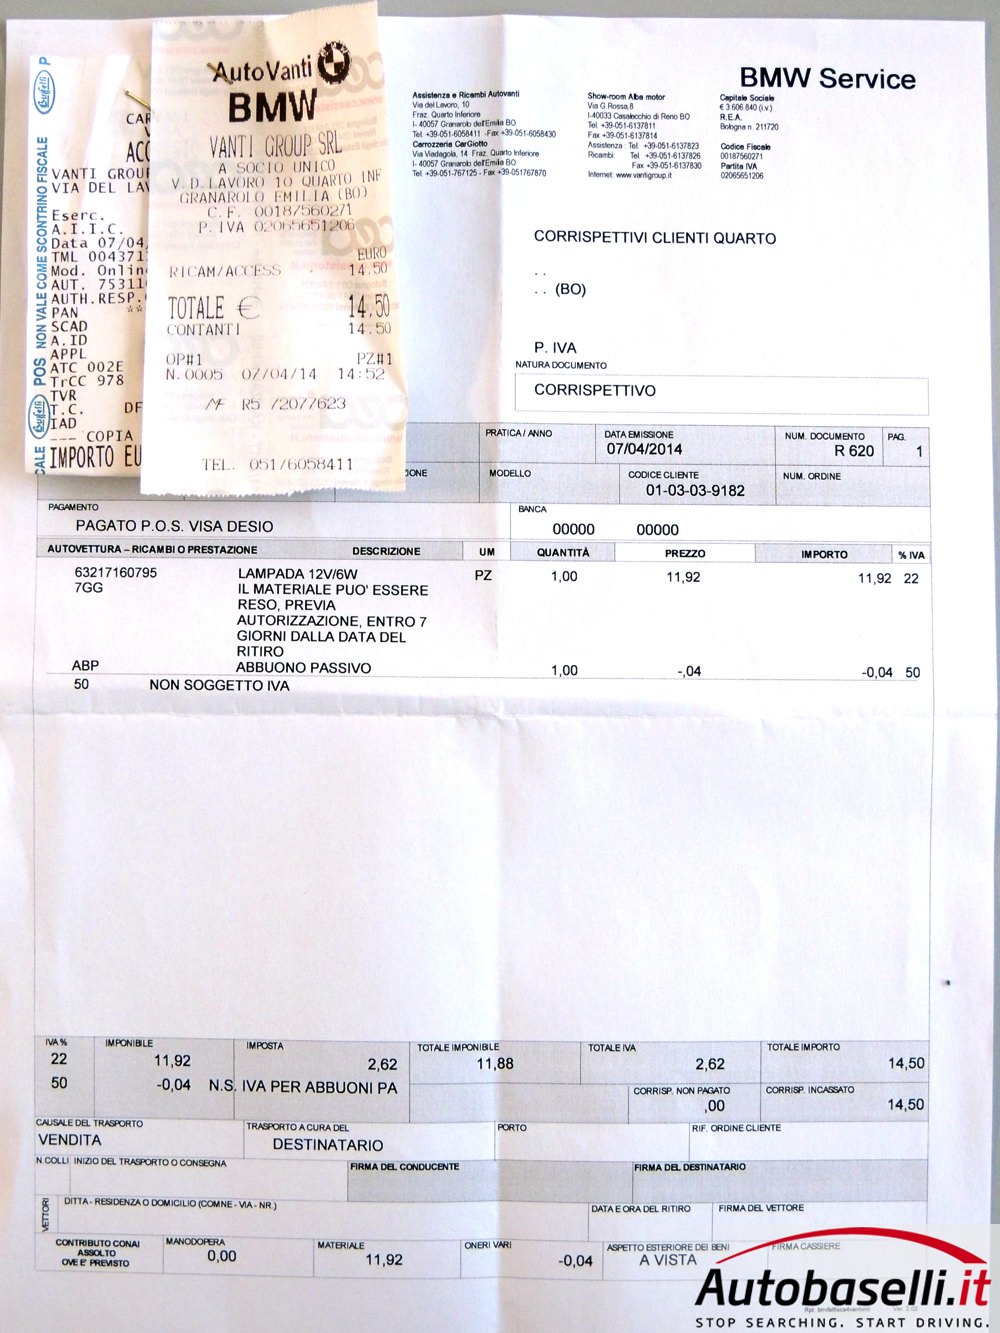 BMW Service
Assistenza e Ricambi Autovanti
Via del Lavoro, 10
Fraz. Quarto Inferiore
I- 40057 Granarolo dell'Emilia BO
Tel. +39-051-6058411 -Fax +39-051-6058430
Carrozzeria CarGiotto
Via Viadagola, 14 Fraz. Quarto Inferiore
I- 40057 Granarolo dell'Emilia BO
Tel. +39-051-767125 - Fax +39-051767870
Show-room Alba motor
Via G.Rossa,8
I-40033 Casalecchio di Reno BO
Tel. +39-051-6137811
Fax +39-051-6137814
Assistenza : Tel. +39-051-6137823
Ricambi: Tel. +39-051-6137826
Fax +39-051-6137830
Internet: www.vantigroup.it
Capitale Sociale
€ 3.606.840 (i.v.)
R.E.A.
Bologna n. 211720
Codice Fiscale
00187560271
Partita IVA
02065651206
AutoVanti
BMW
VANTI GROUP SRL
A SOCIO UNICO
V.D.LAVORO 10 QUARTO INF
GRANAROLO EMILIA (BO)
C.F. 00187560271
P.IVA 02065651206
EURO
RICAM/ACCESS 14.50
TOTALE € 14,50
CONTANTI 14.50
OP#1 PZ#1
N.0005 07/04/14 14:52
MF R5 72077623
TEL. 051/6058411
Buffetti
POS NON VALE COME SCONTRINO FISCALE P
Buffetti
CALE
CAR
V
ACQ
VANTI GROUP
VIA DEL LAV
Eserc.
A.I.I.C.
Data 07/04/
TML 004371
Mod. Online
AUT. 75311
AUTH.RESP.
PAN **
SCAD
A.ID
APPL
ATC 002E
TrCC 978
TVR
T.C. DF
IAD
--- COPIA
IMPORTO EU
CORRISPETTIVI CLIENTI QUARTO
. .
. . (BO)
P. IVA
NATURA DOCUMENTO
CORRISPETTIVO
PRATICA / ANNO
DATA EMISSIONE
07/04/2014
NUM. DOCUMENTO
R 620
PAG.
1
IONE
MODELLO
CODICE CLIENTE
01-03-03-9182
NUM. ORDINE
PAGAMENTO
PAGATO P.O.S. VISA DESIO
BANCA
00000 00000
AUTOVETTURA – RICAMBI O PRESTAZIONE DESCRIZIONE UM QUANTITÀ PREZZO IMPORTO % IVA
63217160795 LAMPADA 12V/6W PZ 1,00 11,92 11,92 22
7GG IL MATERIALE PUO' ESSERE
RESO, PREVIA
AUTORIZZAZIONE, ENTRO 7
GIORNI DALLA DATA DEL
RITIRO
ABP ABBUONO PASSIVO 1,00 -,04 -0,04 50
50 NON SOGGETTO IVA
IVA % IMPONIBILE IMPOSTA TOTALE IMPONIBILE TOTALE IVA TOTALE IMPORTO
22 11,92 2,62 11,88 2,62 14,50
50 -0,04 N.S. IVA PER ABBUONI PA
CORRISP. NON PAGATO
,00
CORRISP. INCASSATO
14,50
CAUSALE DEL TRASPORTO
VENDITA
TRASPORTO A CURA DEL
DESTINATARIO
PORTO
RIF. ORDINE CLIENTE
N.COLLI INIZIO DEL TRASPORTO O CONSEGNA
FIRMA DEL CONDUCENTE
FIRMA DEL DESTINATARIO
VETTORI
DITTA - RESIDENZA O DOMICILIO (COMNE - VIA - NR.)
DATA E ORA DEL RITIRO
FIRMA DEL VETTORE
CONTRIBUTO CONAI
ASSOLTO
OVE E' PREVISTO
MANODOPERA
0,00
MATERIALE
11,92
ONERI VARI
-0,04
ASPETTO ESTERIORE DEI BENI
A VISTA
FIRMA CASSIERE
Autobaselli.it
STOP SEARCHING. START DRIVING.